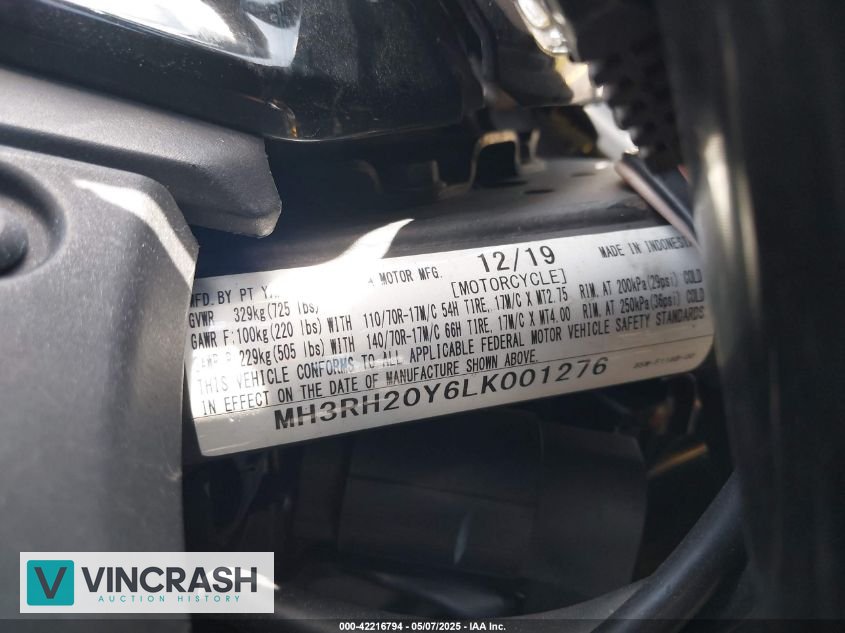 MFD. BY PT MOTOR MFG. 12/19 MADE IN INDONESIA
GVWR 329kg(725 lbs) [MOTORCYCLE]
GAWR F:100kg(220 lbs) WITH 110/70R-17M/C 54H TIRE, 17M/C X MT2.75 RIM, AT 200kPa(29psi) COLD
GAWR R:229kg(505 lbs) WITH 140/70R-17M/C 66H TIRE, 17M/C X MT4.00 RIM, AT 250kPa(36psi) COLD
THIS VEHICLE CONFORMS TO ALL APPLICABLE FEDERAL MOTOR VEHICLE SAFETY STANDARDS
IN EFFECT ON THE DATE OF MANUFACTURE SHOWN ABOVE.
MH3RH20Y6LK001276
V VINCRASH
AUCTION HISTORY
000-42216794 - 05/07/2025 - IAA Inc.